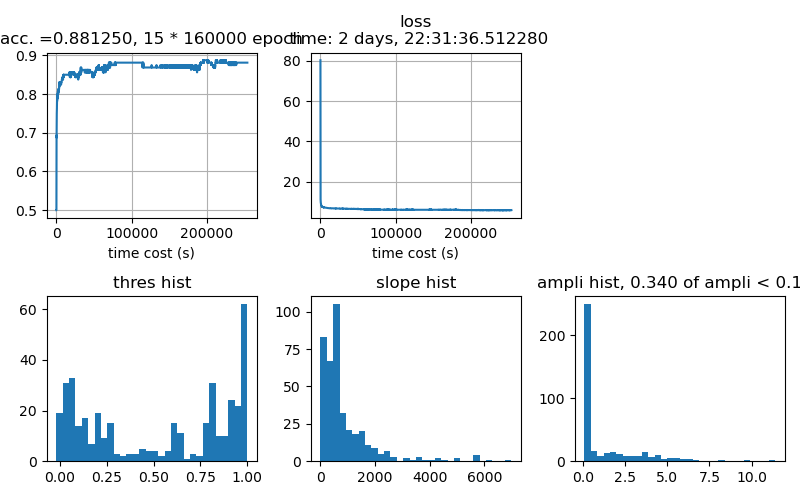 loss
acc. =0.881250, 15 * 160000 epoch
time: 2 days, 22:31:36.512280
0.9
0.8
0.7
0.6
0.5
0 100000 200000
time cost (s)
80
60
40
20
0 100000 200000
time cost (s)
thres hist
60
40
20
0
0.00 0.25 0.50 0.75 1.00
slope hist
100
75
50
25
0
0 2000 4000 6000
ampli hist, 0.340 of ampli < 0.1
200
100
0
0.0 2.5 5.0 7.5 10.0